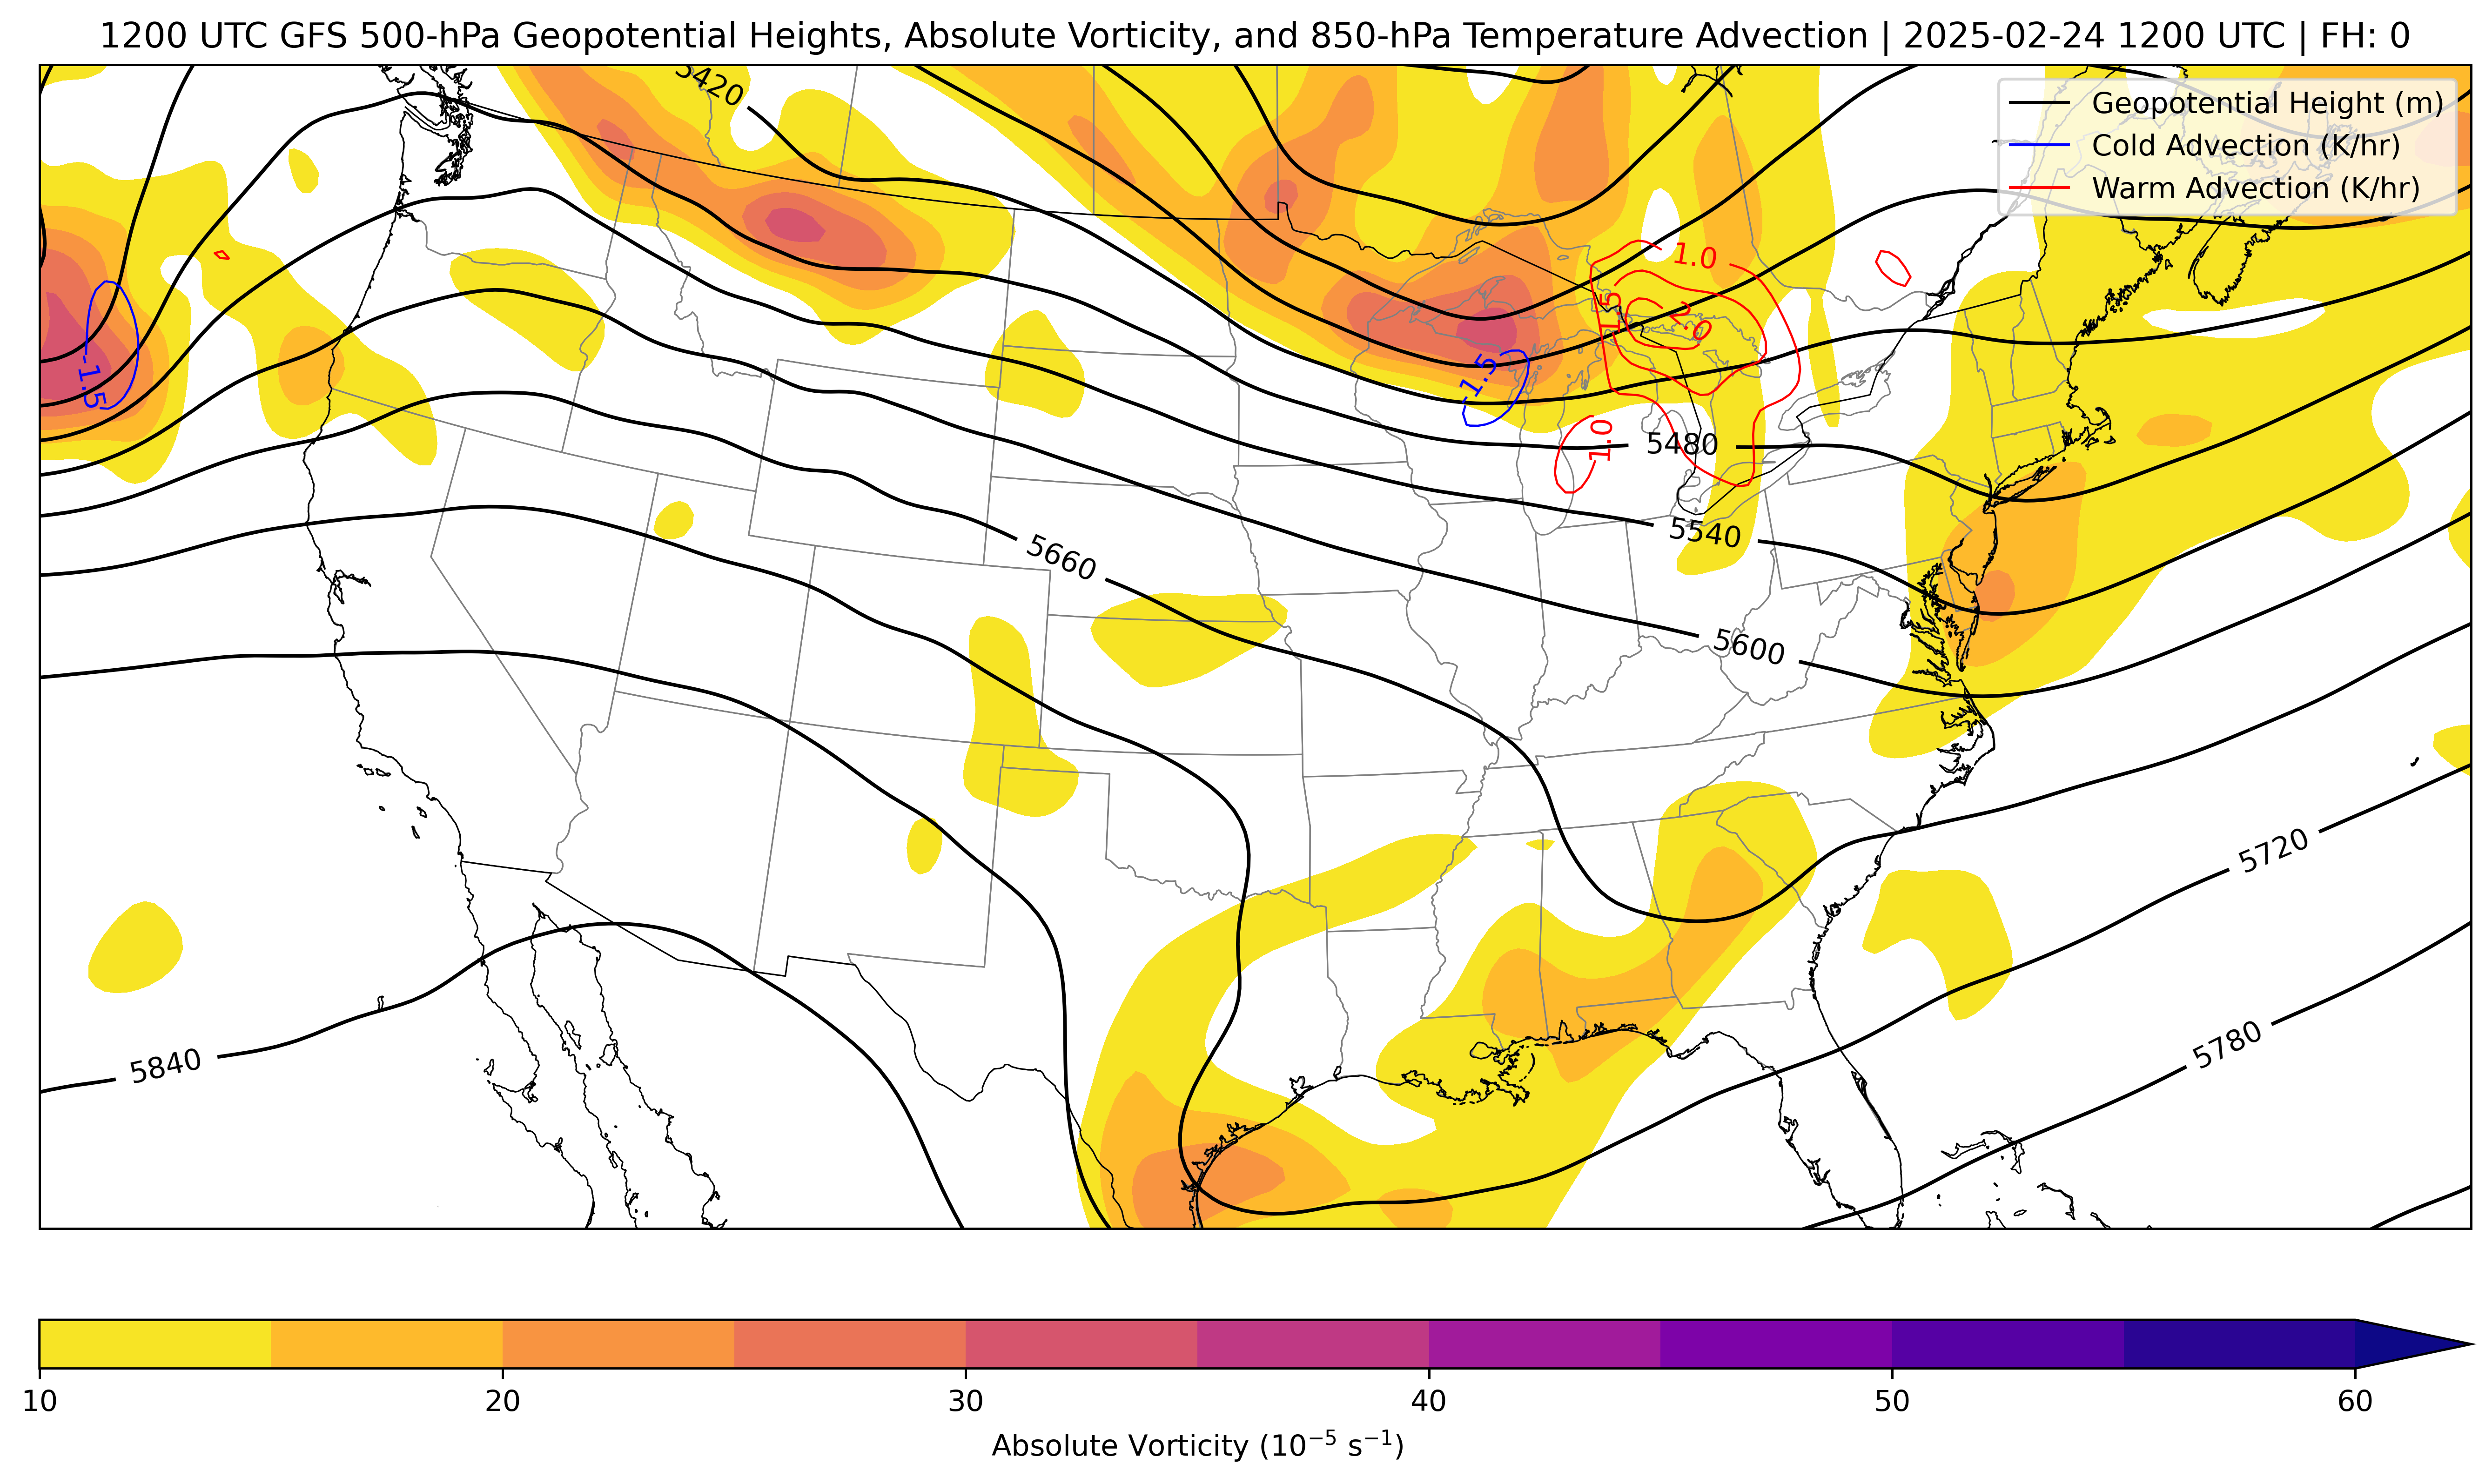 1200 UTC GFS 500-hPa Geopotential Heights, Absolute Vorticity, and 850-hPa Temperature Advection | 2025-02-24 1200 UTC | FH: 0
Geopotential Height (m)
Cold Advection (K/hr)
Warm Advection (K/hr)
5420
1.0
1.5
2.0
-1.5
-1.5
1.0
5480
5540
5660
5600
5720
5780
5840
10 20 30 40 50 60
Absolute Vorticity (10⁻⁵ s⁻¹)